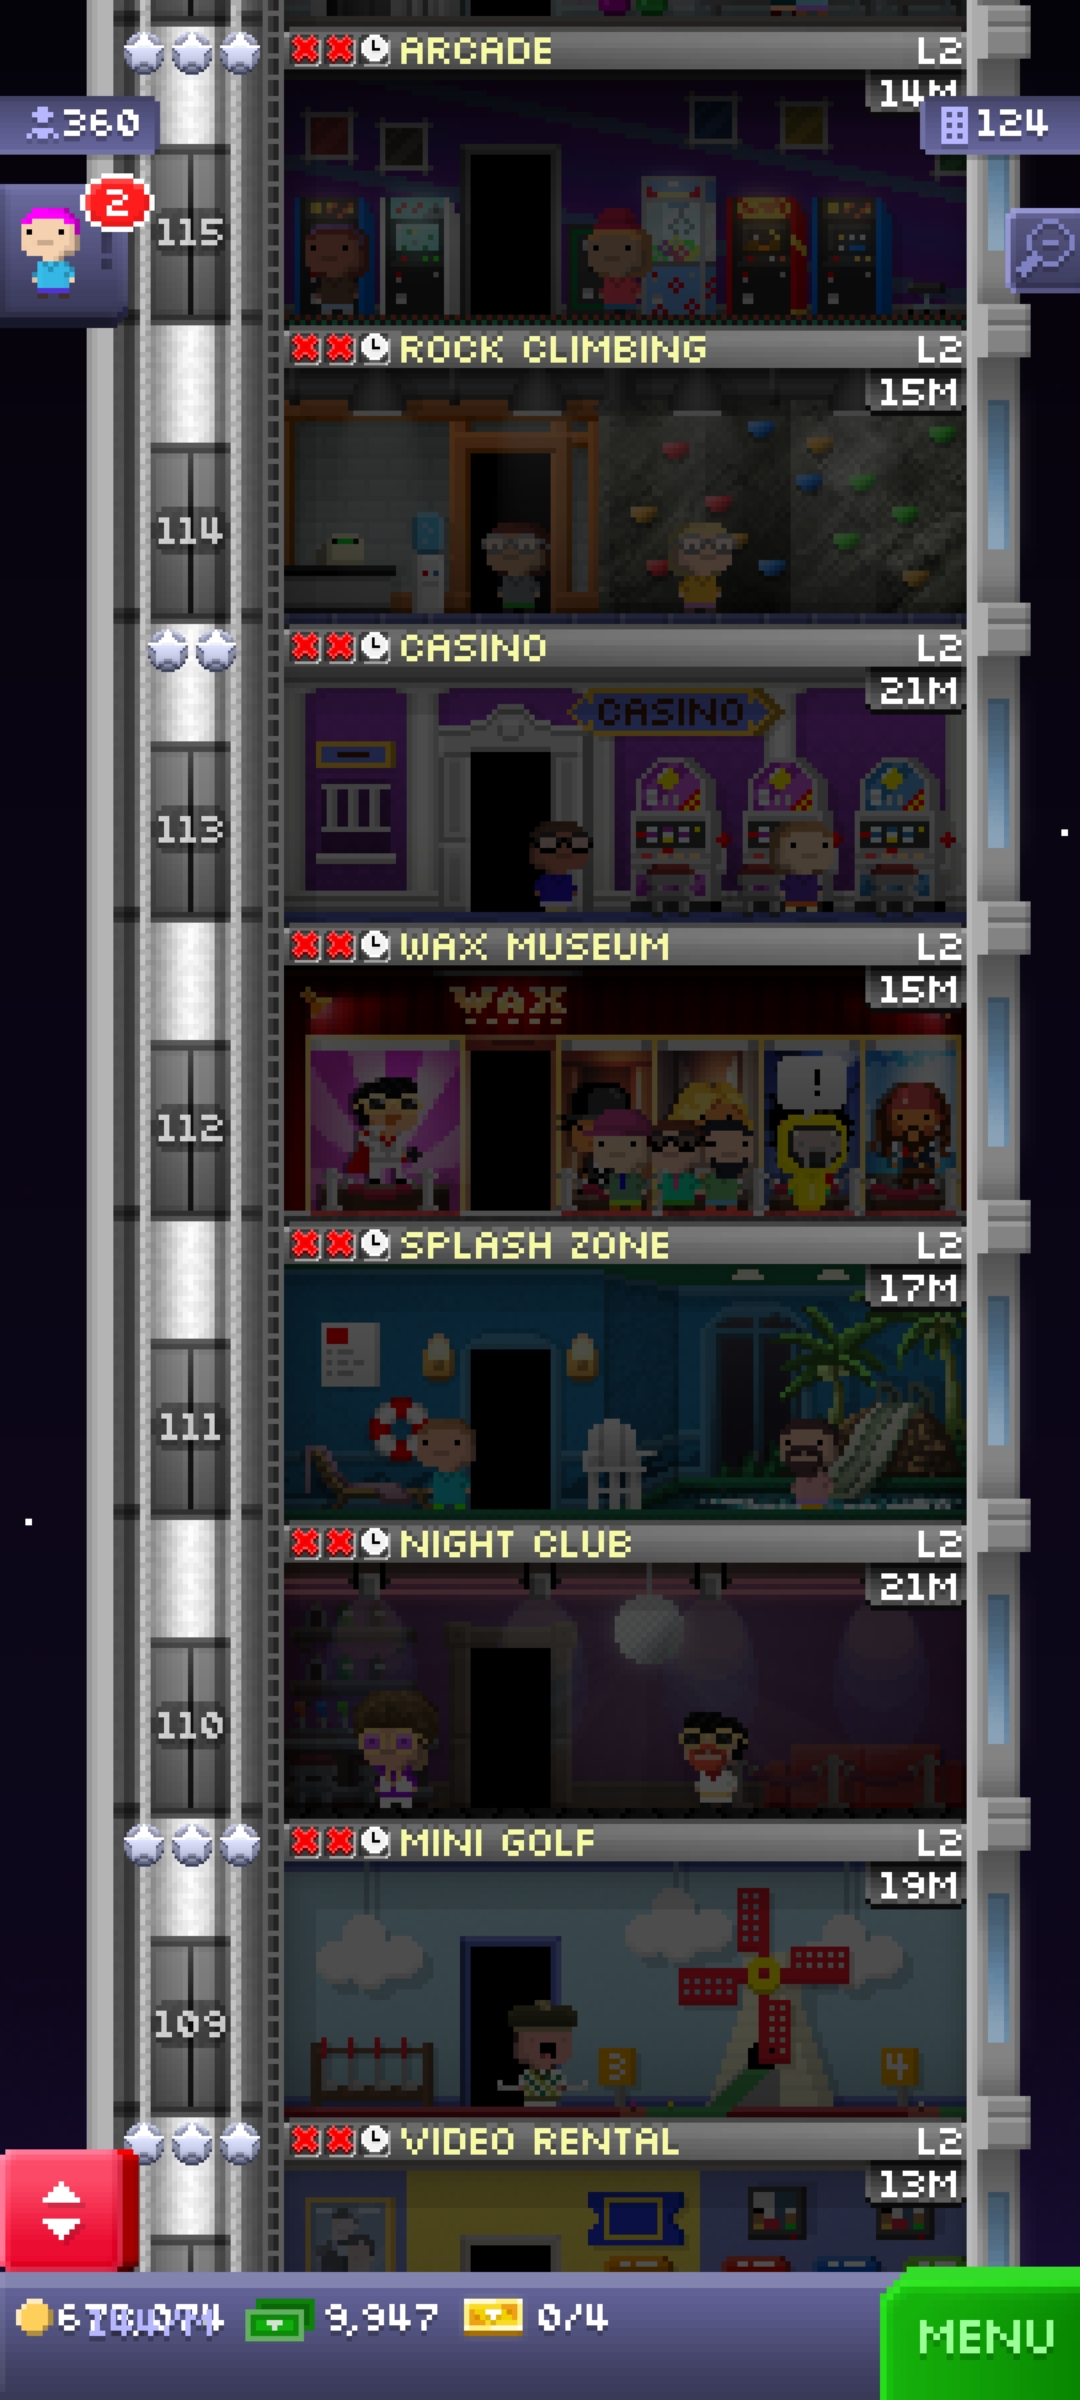 ARCADE L2
14M
360
124
2
115
ROCK CLIMBING L2
15M
114
CASINO L2
21M
CASINO
113
WAX MUSEUM L2
15M
WAX
!
112
SPLASH ZONE L2
17M
111
NIGHT CLUB L2
21M
110
MINI GOLF L2
19M
109
3
4
VIDEO RENTAL L2
13M
9,947 0/4
MENU